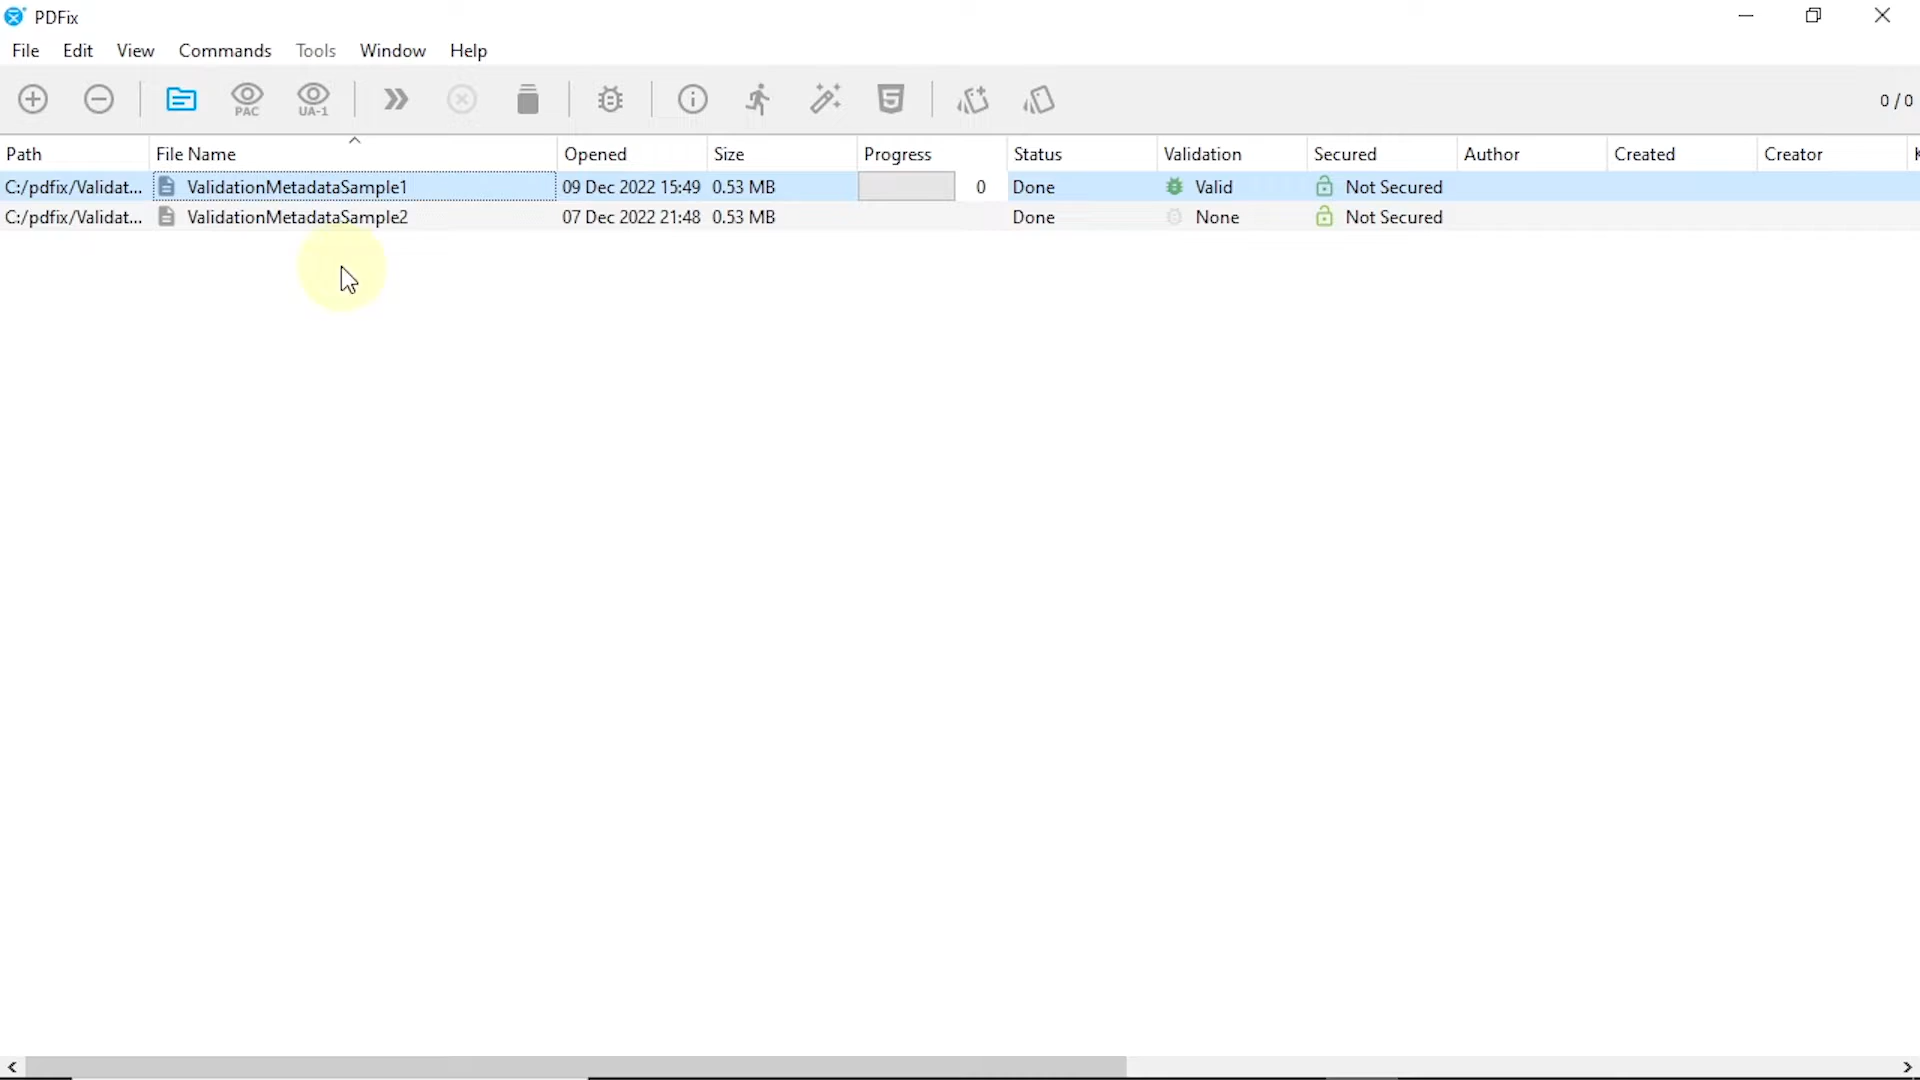 PDFix
File Edit View Commands Tools Window Help
PAC UA-1 0 / 0
Path File Name Opened Size Progress Status Validation Secured Author Created Creator
C:/pdfix/Validat... ValidationMetadataSample1 09 Dec 2022 15:49 0.53 MB 0 Done Valid Not Secured
C:/pdfix/Validat... ValidationMetadataSample2 07 Dec 2022 21:48 0.53 MB Done None Not Secured